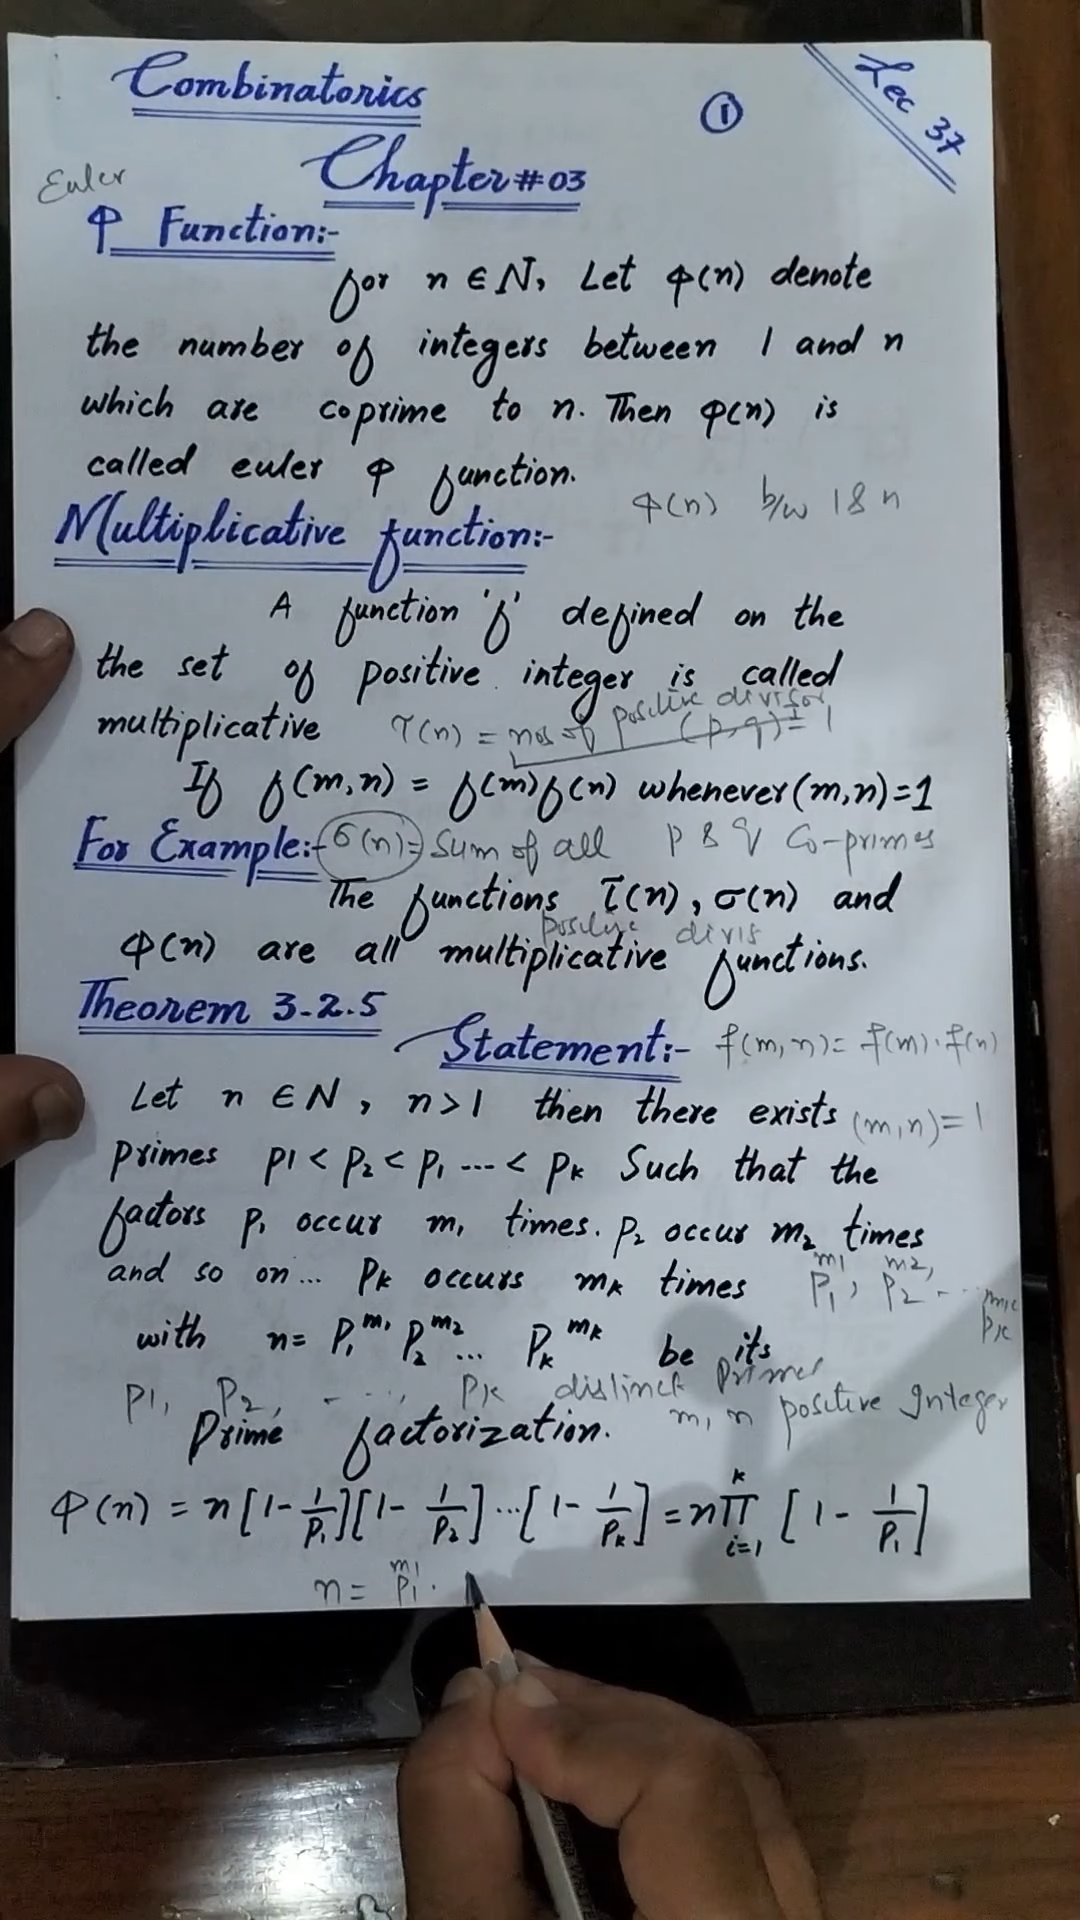 Combinatorics
①
Lec 37
Chapter # 03
Euler
φ Function:-
for n ∈ N, Let φ(n) denote
the number of integers between 1 and n
which are coprime to n. Then φ(n) is
called euler φ function.
φ(n) b/w 1 & n
Multiplicative function:-
A function 'f' defined on the
the set of positive integer is called
multiplicative τ(n) = nos of positive divisor
(p, q) = 1
If f(m,n) = f(m)f(n) whenever (m,n)=1
For Example:- σ(n) = Sum of all p & q Co-primes
The functions τ(n), σ(n) and
positive divis
φ(n) are all multiplicative functions.
Theorem 3-2.5
Statement:- f(m,n) = f(m).f(n)
Let n ∈ N, n>1 then there exists (m,n)=1
primes p1 < p₂ < p₁ --- < pk Such that the
factors p₁ occur m₁ times. p₂ occur m₂ times
and so on... Pk occurs mk times P₁^m1, P₂^m2, - - - Pk^mk
with n= P₁^m₁ P₂^m₂ ... Pk^mk be its
P1, P2, - - - -, Pk distinct primes
m, n positive Integer
Prime factorization.
φ(n) = n[1-1/P₁][1-1/P₂]...[1-1/Pk] = n ∏_{i=1}^{k} [1-1/P₁]
n = P₁^m1 .